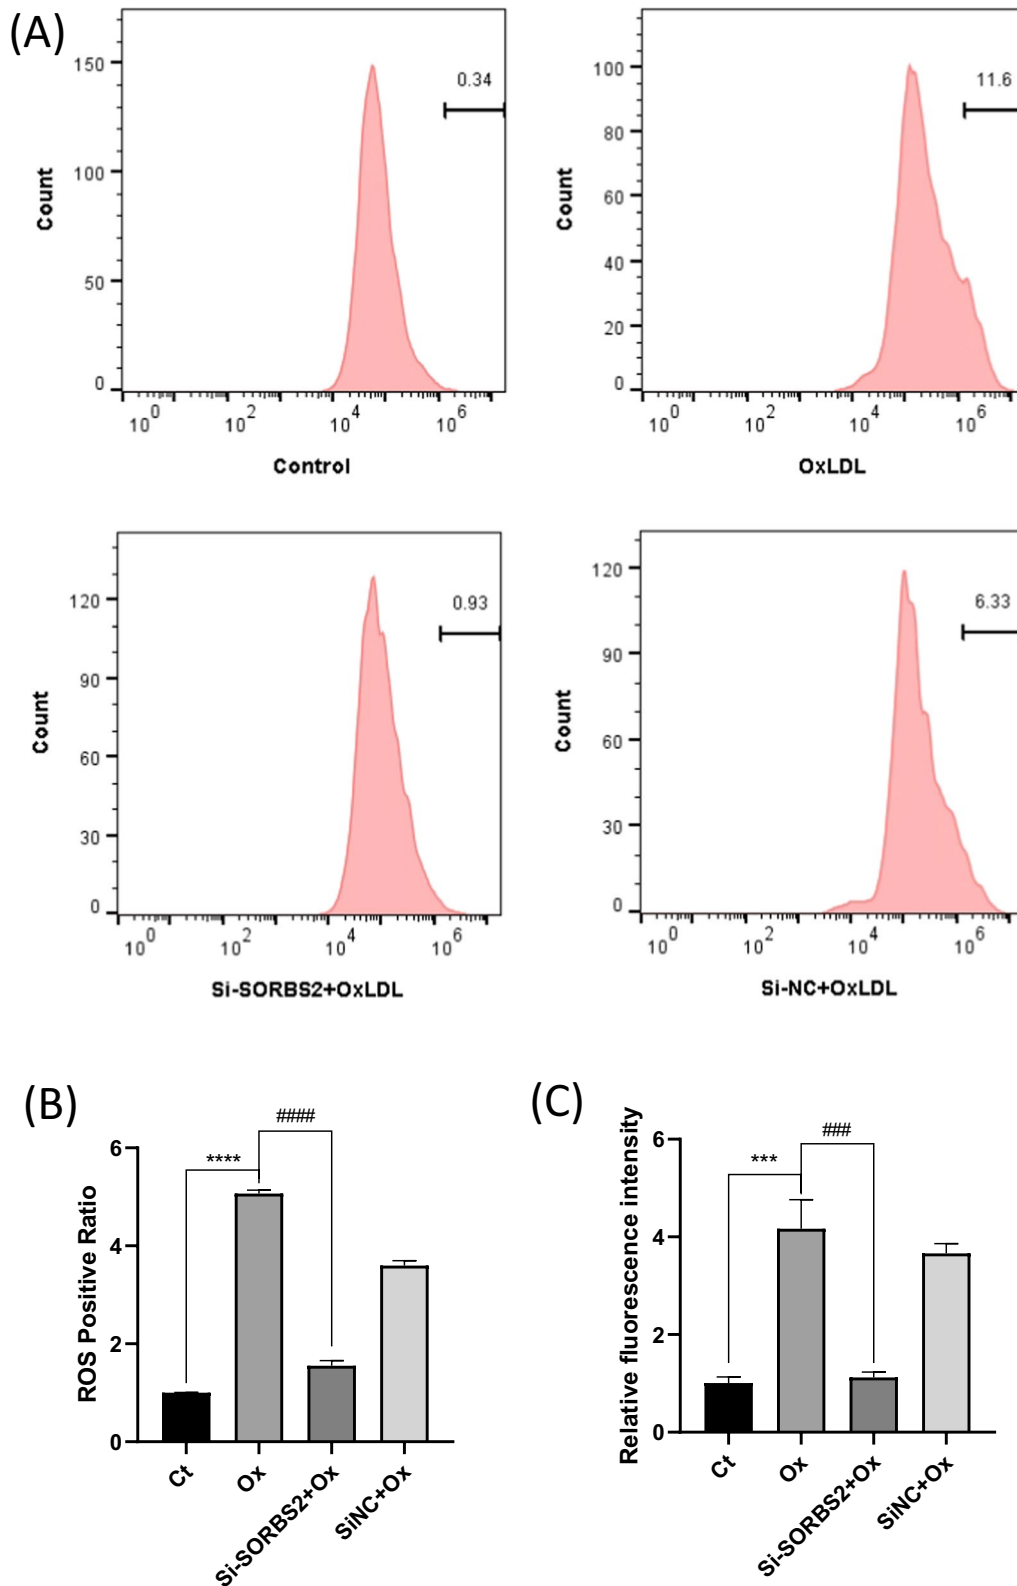 (A)
150
100
50
0
Count
0.34
10^0 10^2 10^4 10^6
Control
100
80
60
40
20
0
Count
11.6
10^0 10^2 10^4 10^6
OxLDL
120
90
60
30
0
Count
0.93
10^0 10^2 10^4 10^6
Si-SORBS2+OxLDL
120
90
60
30
0
Count
6.33
10^0 10^2 10^4 10^6
Si-NC+OxLDL
(B)
6
4
2
0
ROS Positive Ratio
****
####
Ct
Ox
Si-SORBS2+Ox
SiNC+Ox
(C)
6
4
2
0
Relative fluorescence intensity
***
###
Ct
Ox
Si-SORBS2+Ox
SiNC+Ox